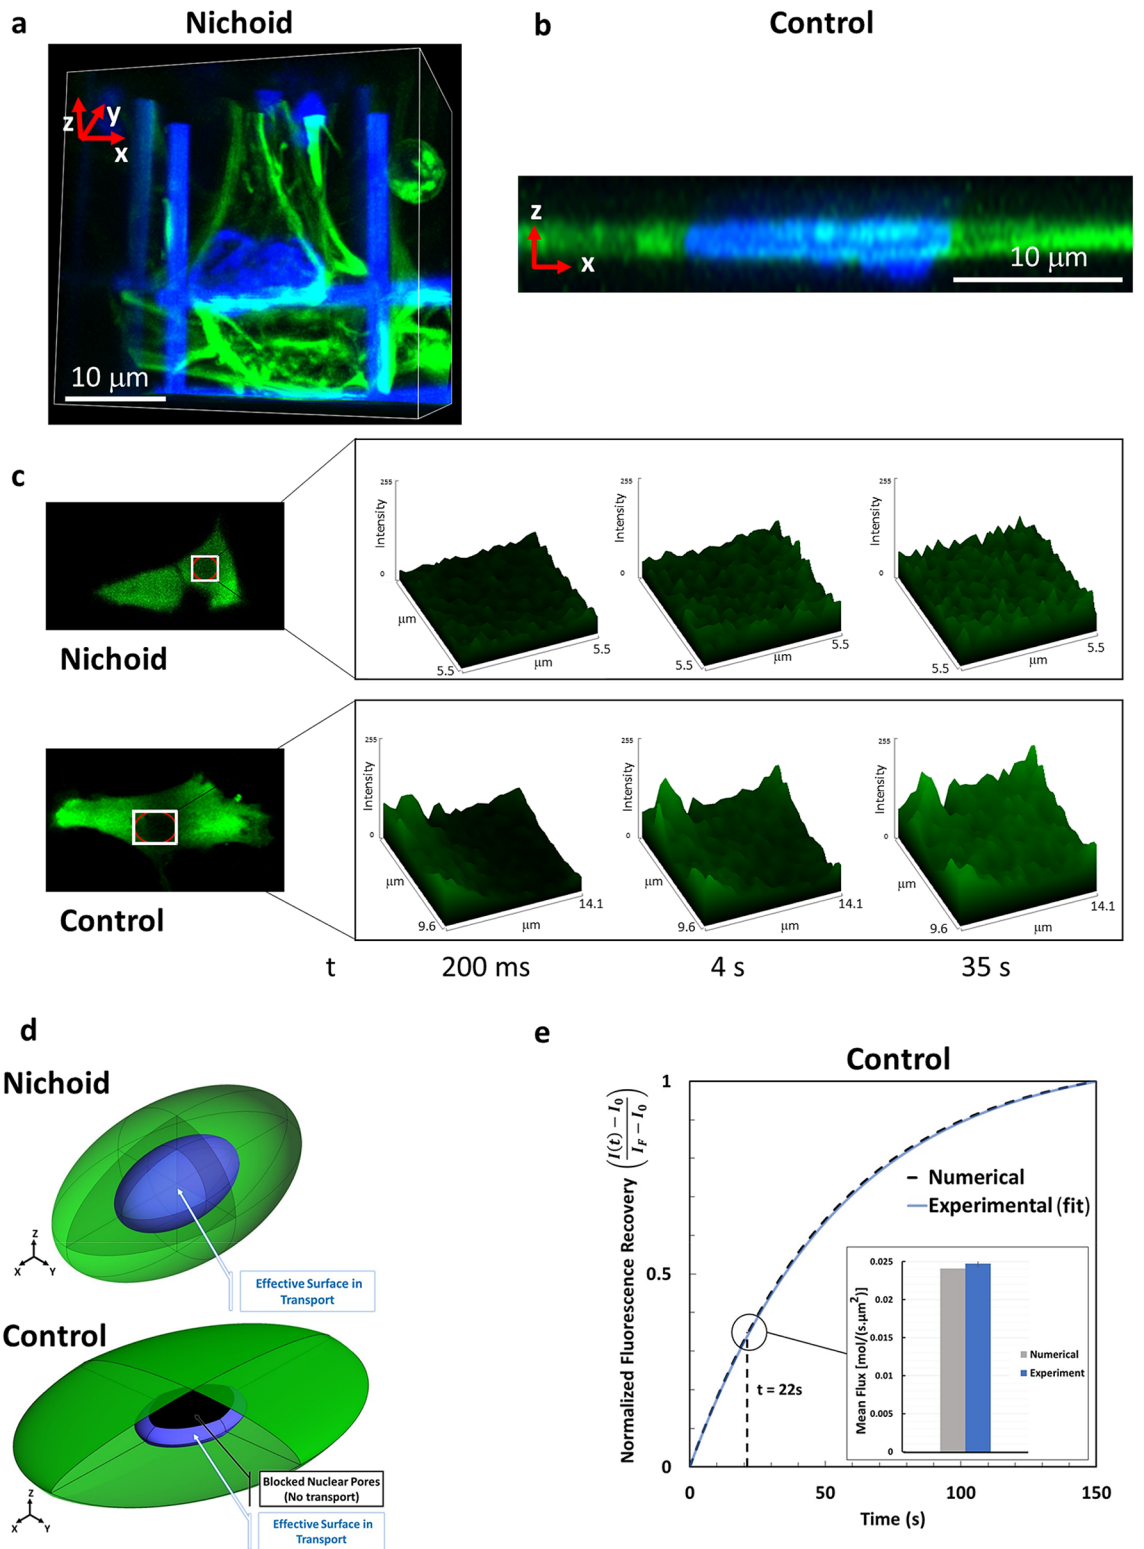 a
Nichoid
z
y
x
10 μm
b
Control
z
x
10 μm
c
Nichoid
255
Intensity
0
μm
5.5
μm
5.5
255
Intensity
0
5.5
μm
5.5
255
Intensity
0
5.5
μm
5.5
Control
255
Intensity
0
μm
9.6
μm
14.1
255
Intensity
0
μm
9.6
μm
14.1
255
Intensity
0
μm
9.6
μm
14.1
t
200 ms
4 s
35 s
d
Nichoid
Z
X
Y
Effective Surface in
Transport
Control
Z
X
Y
Blocked Nuclear Pores
(No transport)
Effective Surface in
Transport
e
Control
Normalized Fluorescence Recovery (I(t) − I0 / IF − I0)
1
0.5
0
0
50
100
150
Time (s)
Numerical
Experimental (fit)
t = 22s
Mean Flux [mol/(s.μm²)]
0.025
0.02
0.015
0.01
0.005
0
Numerical
Experiment